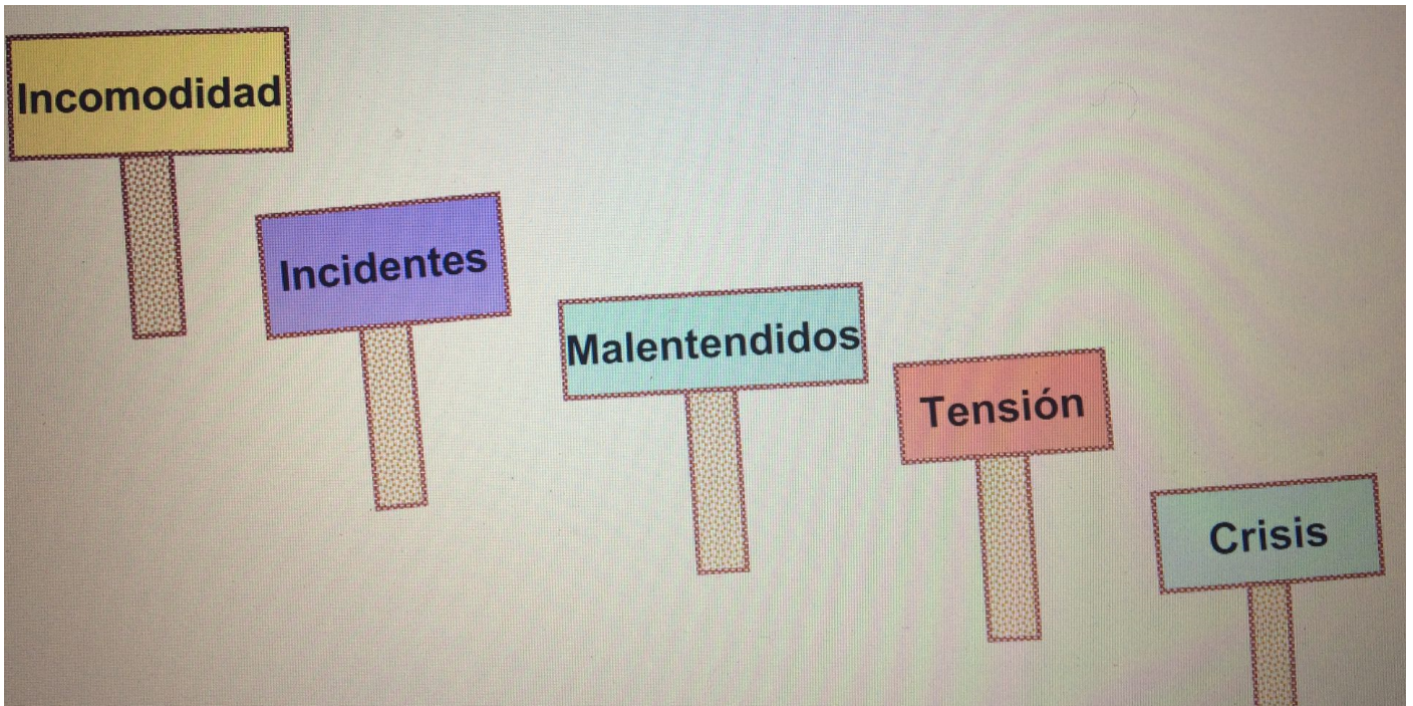 Incomodidad
Incidentes
Malentendidos
Tensión
Crisis